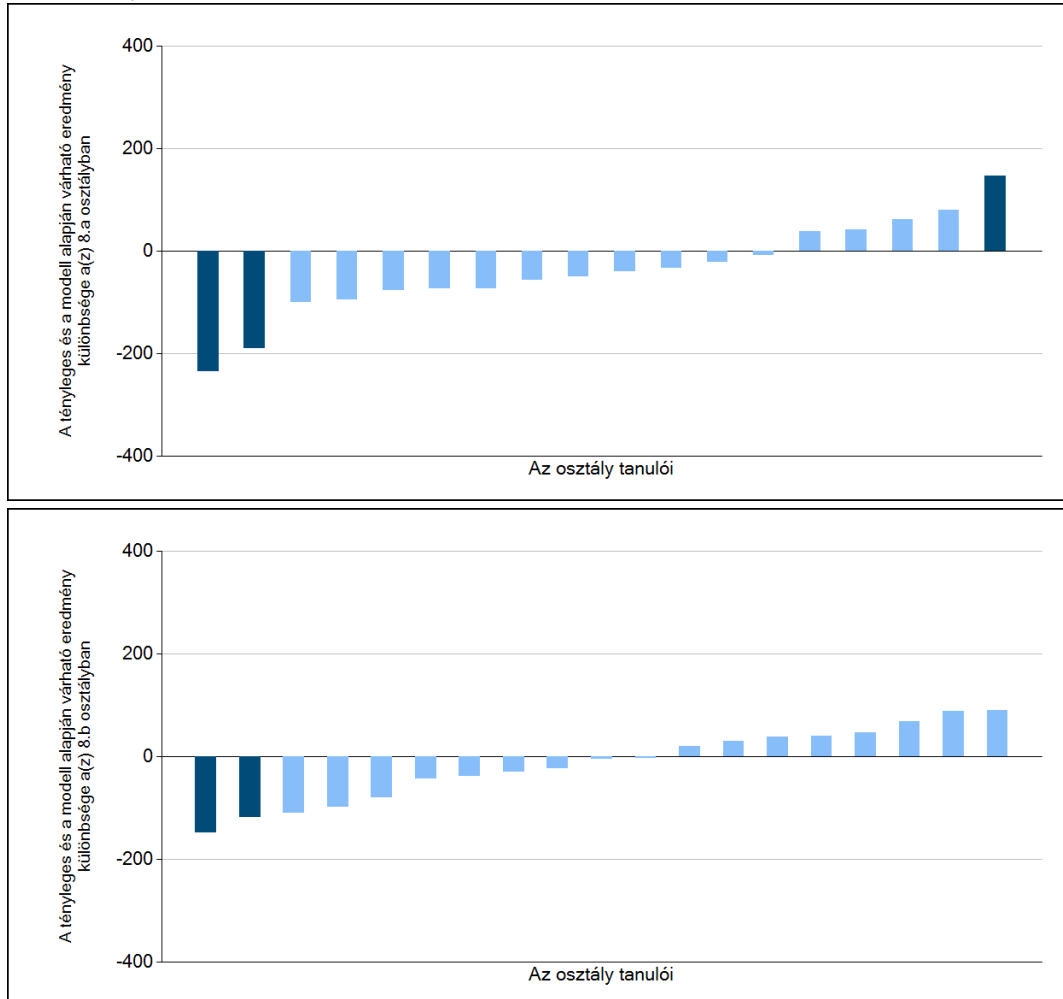 A tényleges és a modell alapján várható eredmény
különbsége a(z) 8.a osztályban
400
200
0
-200
-400
Az osztály tanulói
A tényleges és a modell alapján várható eredmény
különbsége a(z) 8.b osztályban
400
200
0
-200
-400
Az osztály tanulói